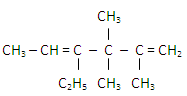 CH₃
CH₃ – CH = C – C – C = CH₂
C₂H₅ CH₃ CH₃